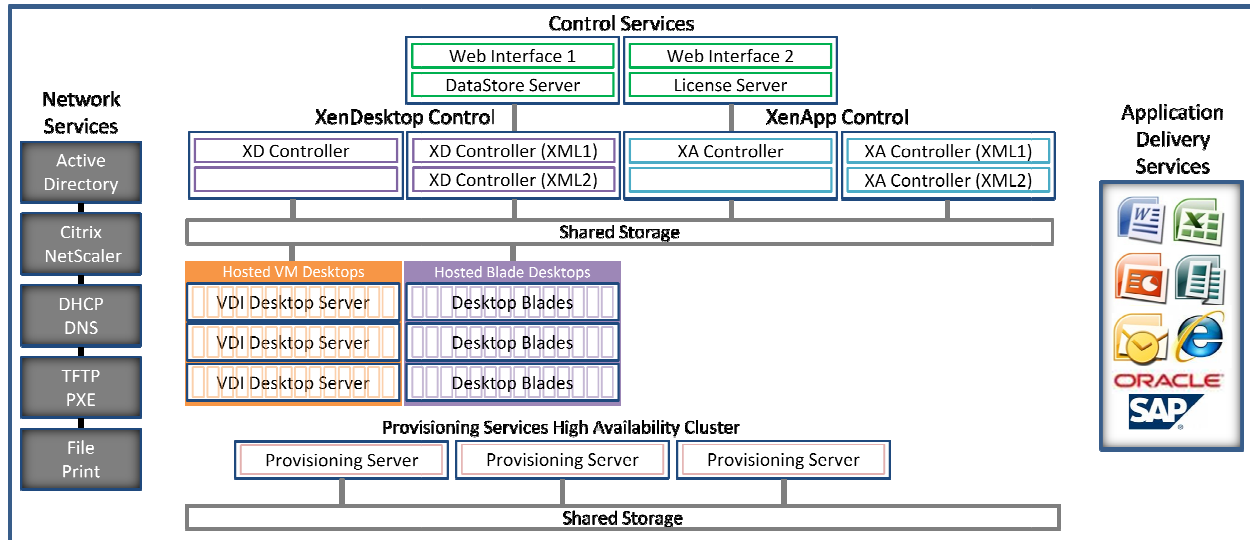 Control Services
Web Interface 1
DataStore Server
Web Interface 2
License Server
Network
Services
Active
Directory
Citrix
NetScaler
DHCP
DNS
TFTP
PXE
File
Print
XenDesktop Control
XD Controller
XD Controller (XML1)
XD Controller (XML2)
XenApp Control
XA Controller
XA Controller (XML1)
XA Controller (XML2)
Shared Storage
Hosted VM Desktops
VDI Desktop Server
VDI Desktop Server
VDI Desktop Server
Hosted Blade Desktops
Desktop Blades
Desktop Blades
Desktop Blades
Provisioning Services High Availability Cluster
Provisioning Server
Provisioning Server
Provisioning Server
Shared Storage
Application
Delivery
Services
ORACLE
SAP